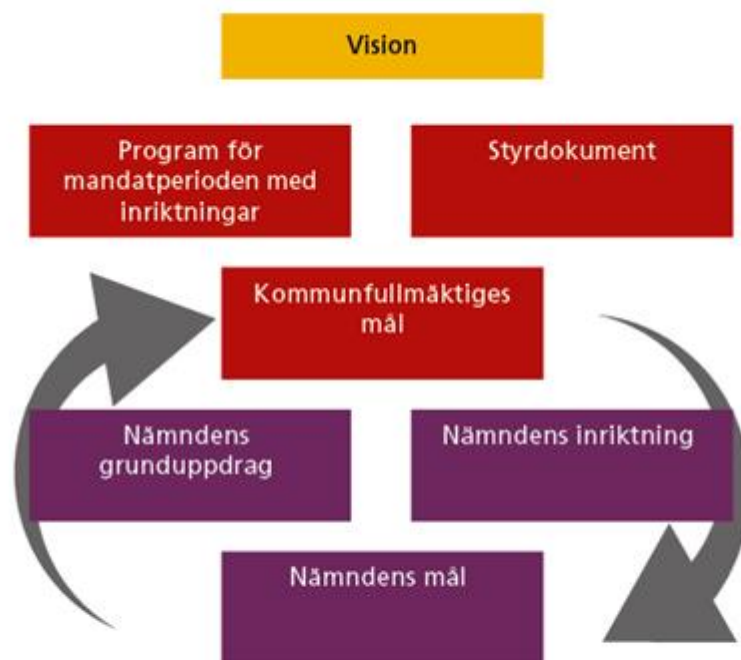 Vision
Program för
mandatperioden med
inriktningar
Styrdokument
Kommunfullmäktiges
mål
Nämndens
grunduppdrag
Nämndens inriktning
Nämndens mål